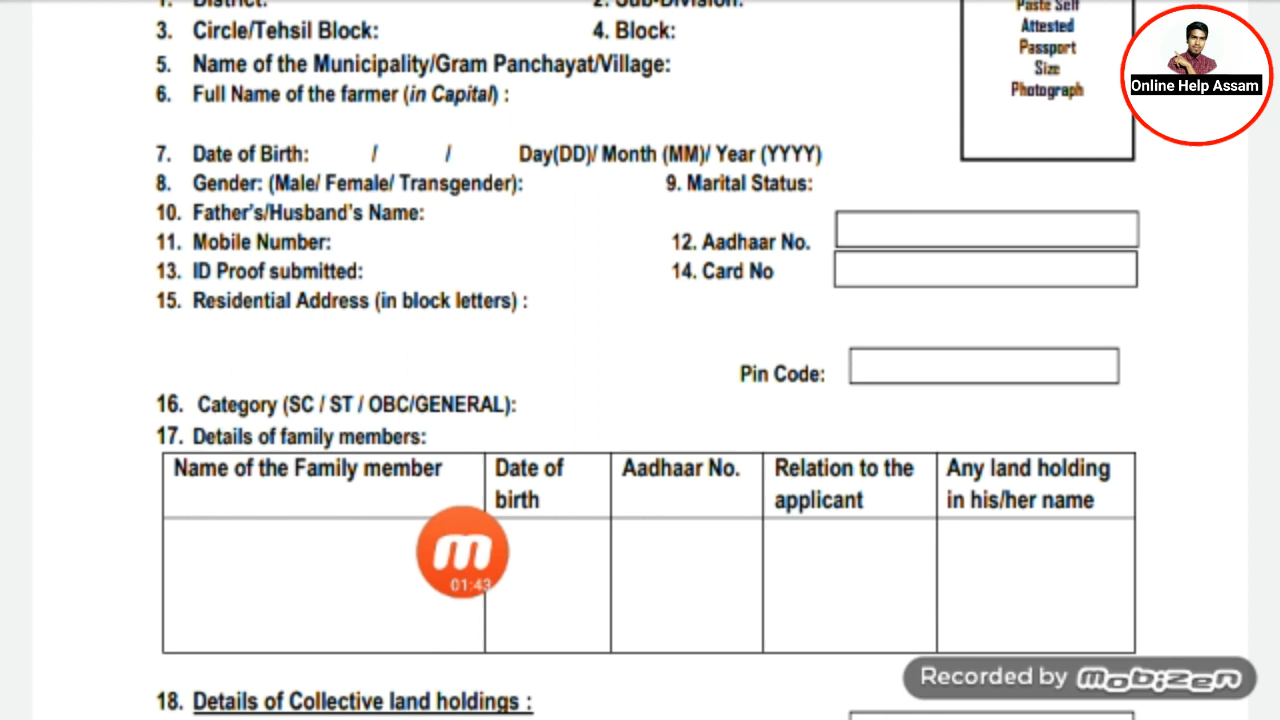 1. District: 2. Sub-Division:
3. Circle/Tehsil Block: 4. Block:
5. Name of the Municipality/Gram Panchayat/Village:
6. Full Name of the farmer (in Capital) :
Paste Self
Attested
Passport
Size
Photograph
Online Help Assam
7. Date of Birth: / / Day(DD)/ Month (MM)/ Year (YYYY)
8. Gender: (Male/ Female/ Transgender): 9. Marital Status:
10. Father's/Husband's Name:
11. Mobile Number: 12. Aadhaar No.
13. ID Proof submitted: 14. Card No
15. Residential Address (in block letters) :
Pin Code:
16. Category (SC / ST / OBC/GENERAL):
17. Details of family members:
Name of the Family member Date of birth Aadhaar No. Relation to the applicant Any land holding in his/her name
m
01:43
Recorded by mobizen
18. Details of Collective land holdings :